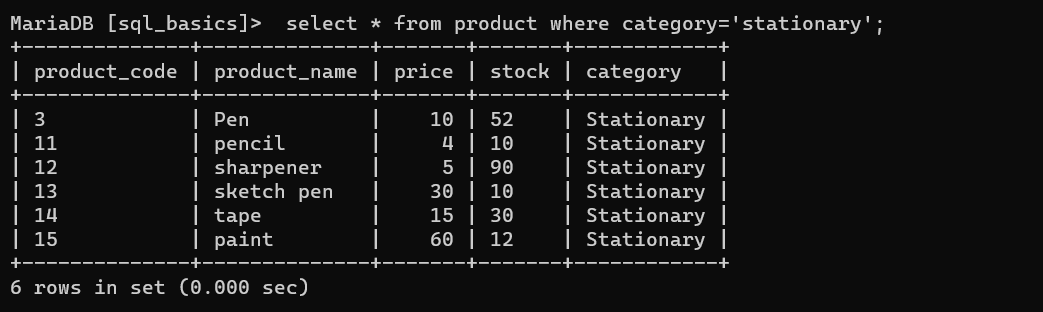 MariaDB [sql_basics]>  select * from product where category='stationary';
+--------------+--------------+-------+-------+------------+
| product_code | product_name | price | stock | category   |
+--------------+--------------+-------+-------+------------+
| 3            | Pen          |    10 | 52    | Stationary |
| 11           | pencil       |     4 | 10    | Stationary |
| 12           | sharpener    |     5 | 90    | Stationary |
| 13           | sketch pen   |    30 | 10    | Stationary |
| 14           | tape         |    15 | 30    | Stationary |
| 15           | paint        |    60 | 12    | Stationary |
+--------------+--------------+-------+-------+------------+
6 rows in set (0.000 sec)